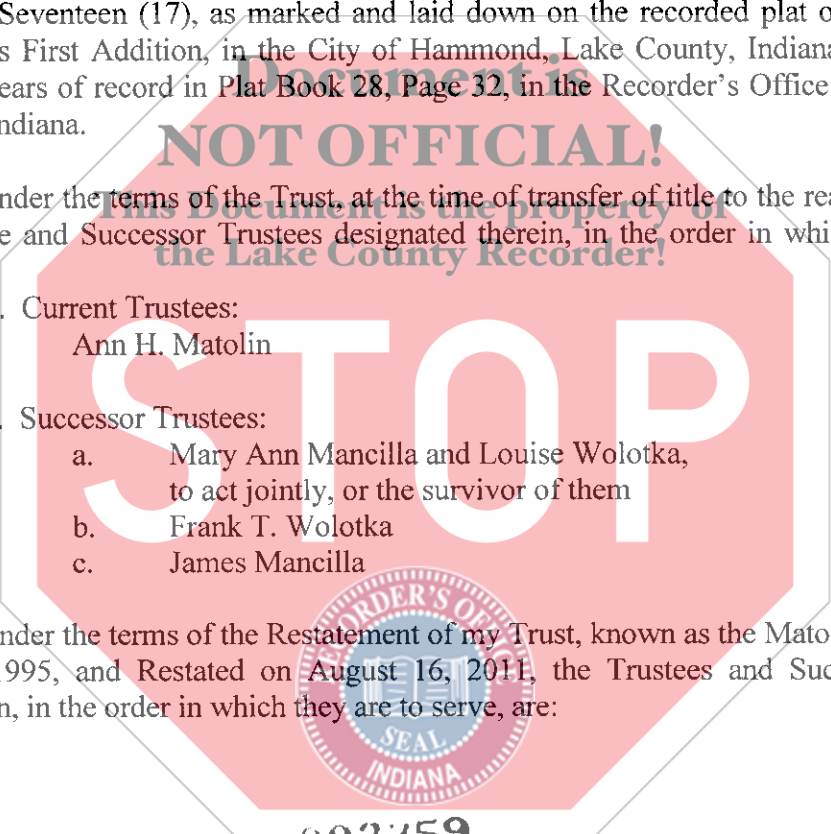 Seventeen (17), as marked and laid down on the recorded plat o
s First Addition, in the City of Hammond, Lake County, Indiana
Document is
ears of record in Plat Book 28, Page 32, in the Recorder's Office
ndiana.
NOT OFFICIAL!
nder the terms of the Trust, at the time of transfer of title to the rea
This Document is the property of
e and Successor Trustees designated therein, in the order in whi
the Lake County Recorder!
. Current Trustees:
Ann H. Matolin
STOP
. Successor Trustees:
a. Mary Ann Mancilla and Louise Wolotka,
to act jointly, or the survivor of them
b. Frank T. Wolotka
c. James Mancilla
RECORDER'S OFFICE
nder the terms of the Restatement of my Trust, known as the Mato
1995, and Restated on August 16, 2011, the Trustees and Suc
n, in the order in which they are to serve, are:
SEAL
INDIANA